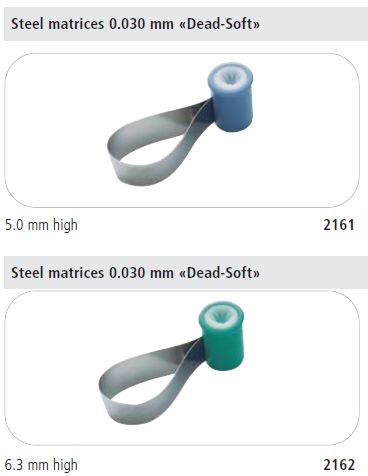 Steel matrices 0.030 mm «Dead-Soft»
5.0 mm high 2161
Steel matrices 0.030 mm «Dead-Soft»
6.3 mm high 2162